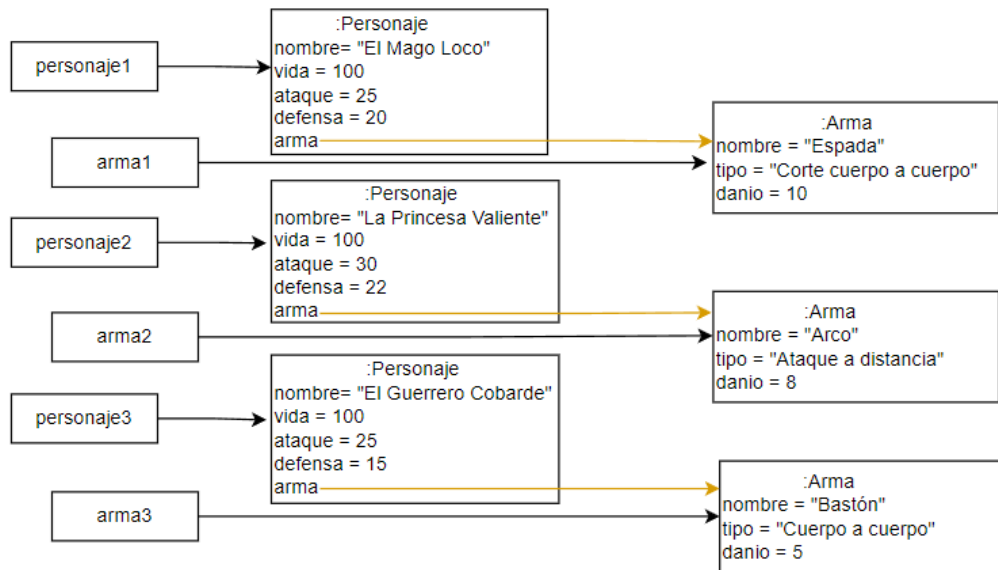 personaje1
:Personaje
nombre= "El Mago Loco"
vida = 100
ataque = 25
defensa = 20
arma
arma1
:Arma
nombre = "Espada"
tipo = "Corte cuerpo a cuerpo"
danio = 10
personaje2
:Personaje
nombre= "La Princesa Valiente"
vida = 100
ataque = 30
defensa = 22
arma
arma2
:Arma
nombre = "Arco"
tipo = "Ataque a distancia"
danio = 8
personaje3
:Personaje
nombre= "El Guerrero Cobarde"
vida = 100
ataque = 25
defensa = 15
arma
arma3
:Arma
nombre = "Bastón"
tipo = "Cuerpo a cuerpo"
danio = 5